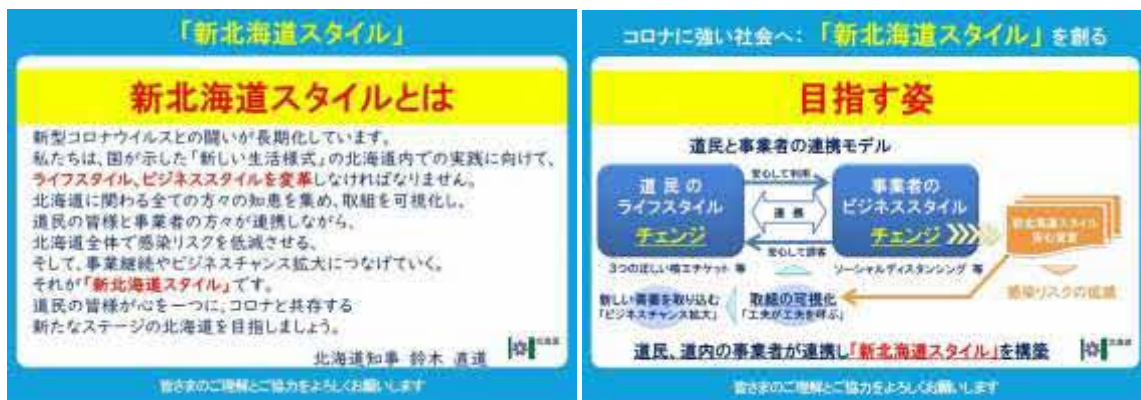 「新北海道スタイル」
新北海道スタイルとは
新型コロナウイルスとの闘いが長期化しています。
私たちは、国が示した「新しい生活様式」の北海道内での実践に向けて、
ライフスタイル、ビジネススタイルを変革しなければなりません。
北海道に関わる全ての方々の知恵を集め、取組を可視化し、
道民の皆様と事業者の方々が連携しながら、
北海道全体で感染リスクを低減させる、
そして、事業継続やビジネスチャンス拡大につなげていく。
それが「新北海道スタイル」です。
道民の皆様が心を一つに、コロナと共存する
新たなステージの北海道を目指しましょう。
北海道知事 鈴木 直道
皆さまのご理解とご協力をよろしくお願いします
コロナに強い社会へ:「新北海道スタイル」を創る
目指す姿
道民と事業者の連携モデル
道民の
ライフスタイル
チェンジ
安心して利用
連携
安心して接客
事業者の
ビジネススタイル
チェンジ
新北海道スタイル
安心宣言
3つの正しい咳エチケット 等
ソーシャルディスタンシング 等
感染リスクの低減
新しい需要を取り込む
「ビジネスチャンス拡大」
取組の可視化
「工夫が工夫を呼ぶ」
道民、道内の事業者が連携し「新北海道スタイル」を構築
皆さまのご理解とご協力をよろしくお願いします